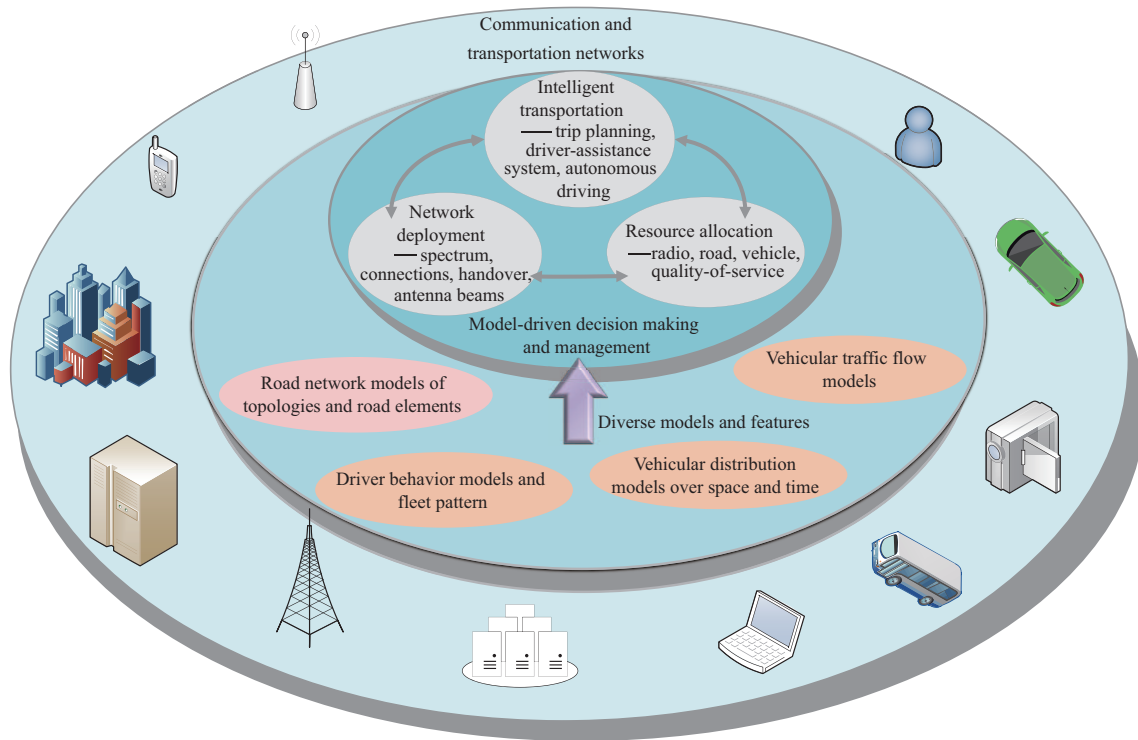 Communication and
transportation networks
Intelligent
transportation
— trip planning,
driver-assistance
system, autonomous
driving
Network
deployment
— spectrum,
connections, handover,
antenna beams
Resource allocation
—radio, road, vehicle,
quality-of-service
Model-driven decision making
and management
Road network models of
topologies and road elements
Vehicular traffic flow
models
Diverse models and features
Driver behavior models and
fleet pattern
Vehicular distribution
models over space and time